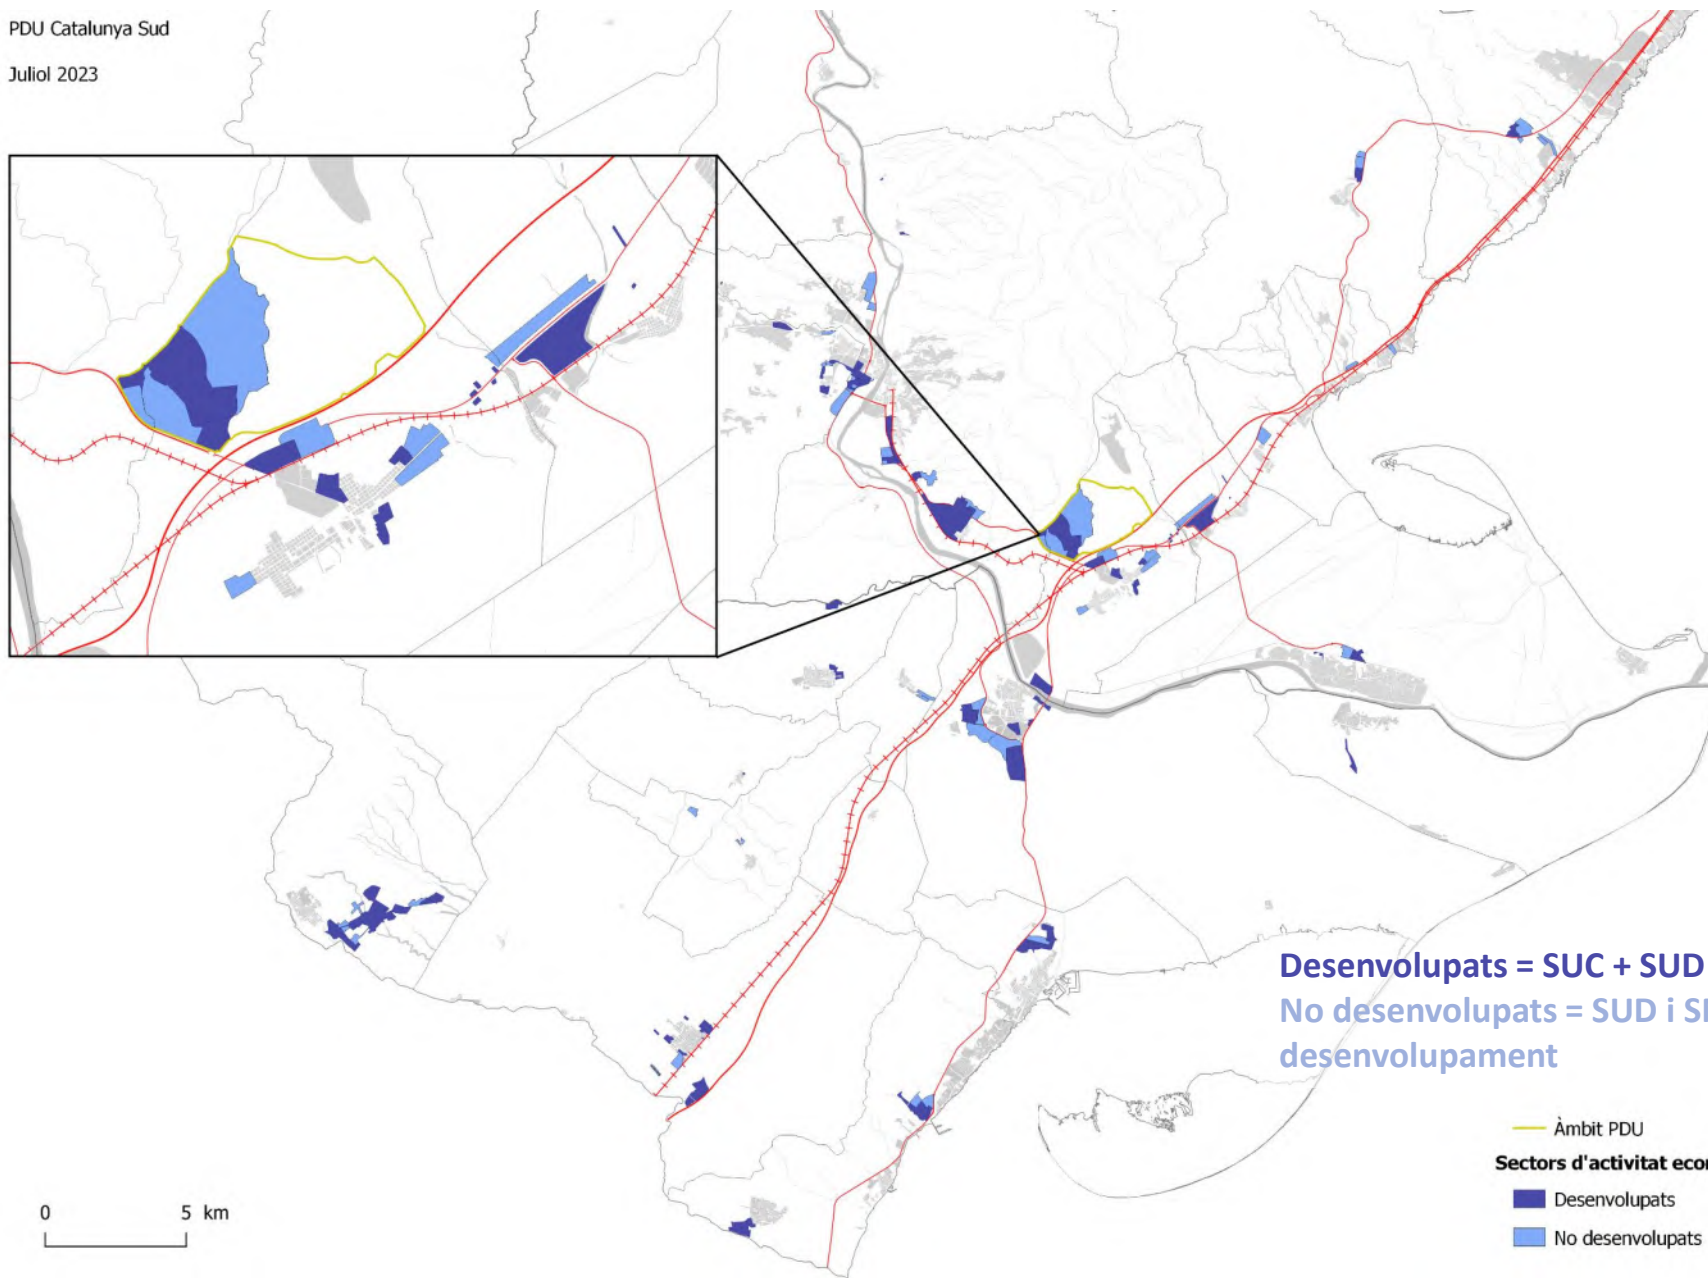 PDU Catalunya Sud
Juliol 2023
Desenvolupats = SUC + SUD
No desenvolupats = SUD i
desenvolupament
Àmbit PDU
Sectors d'activitat
Desenvolupats
No desenvolupats
0 5 km